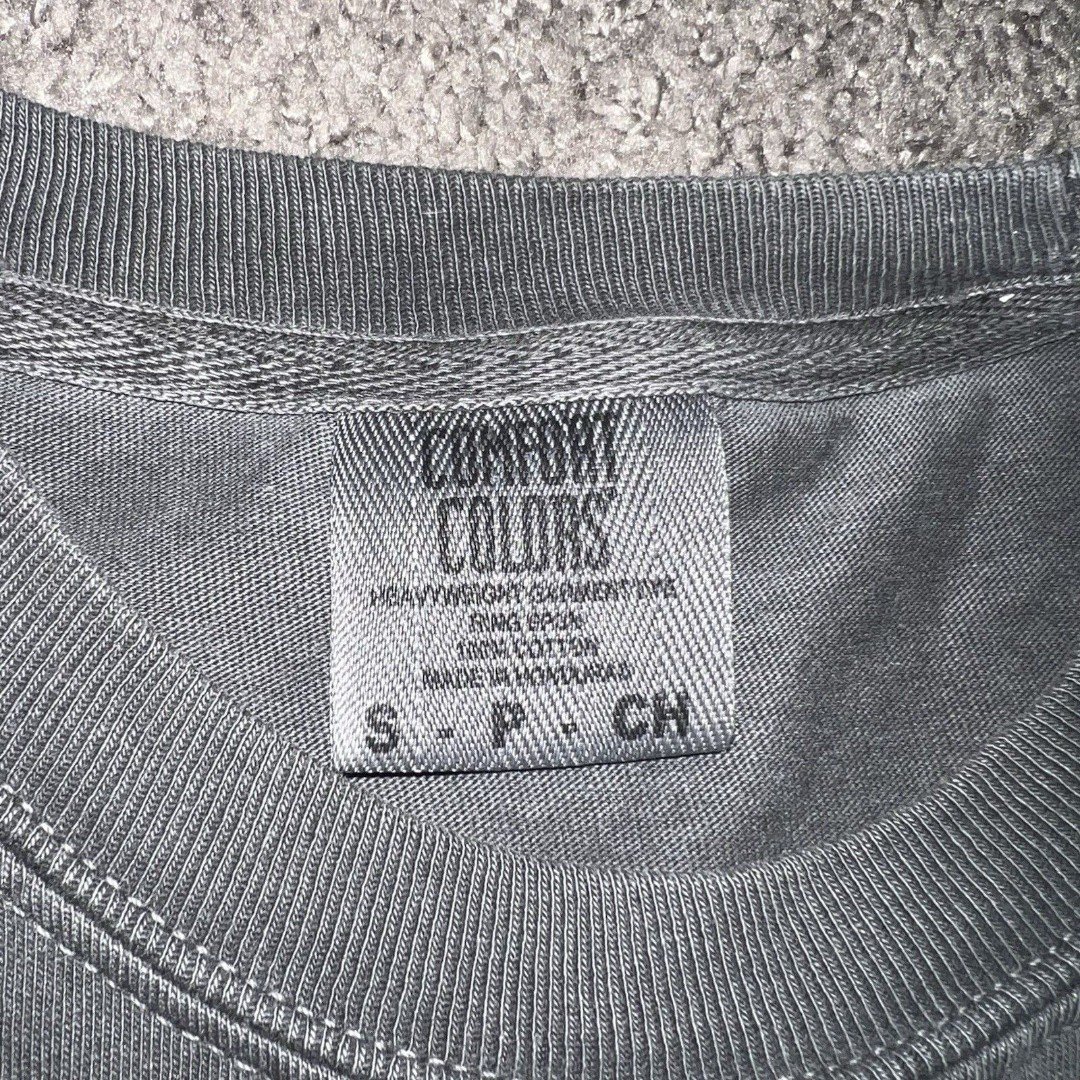 COMFORT
COLORS
HEAVYWEIGHT GARMENT DYE
RING SPUN
100% COTTON
MADE IN HONDURAS
S - P - CH